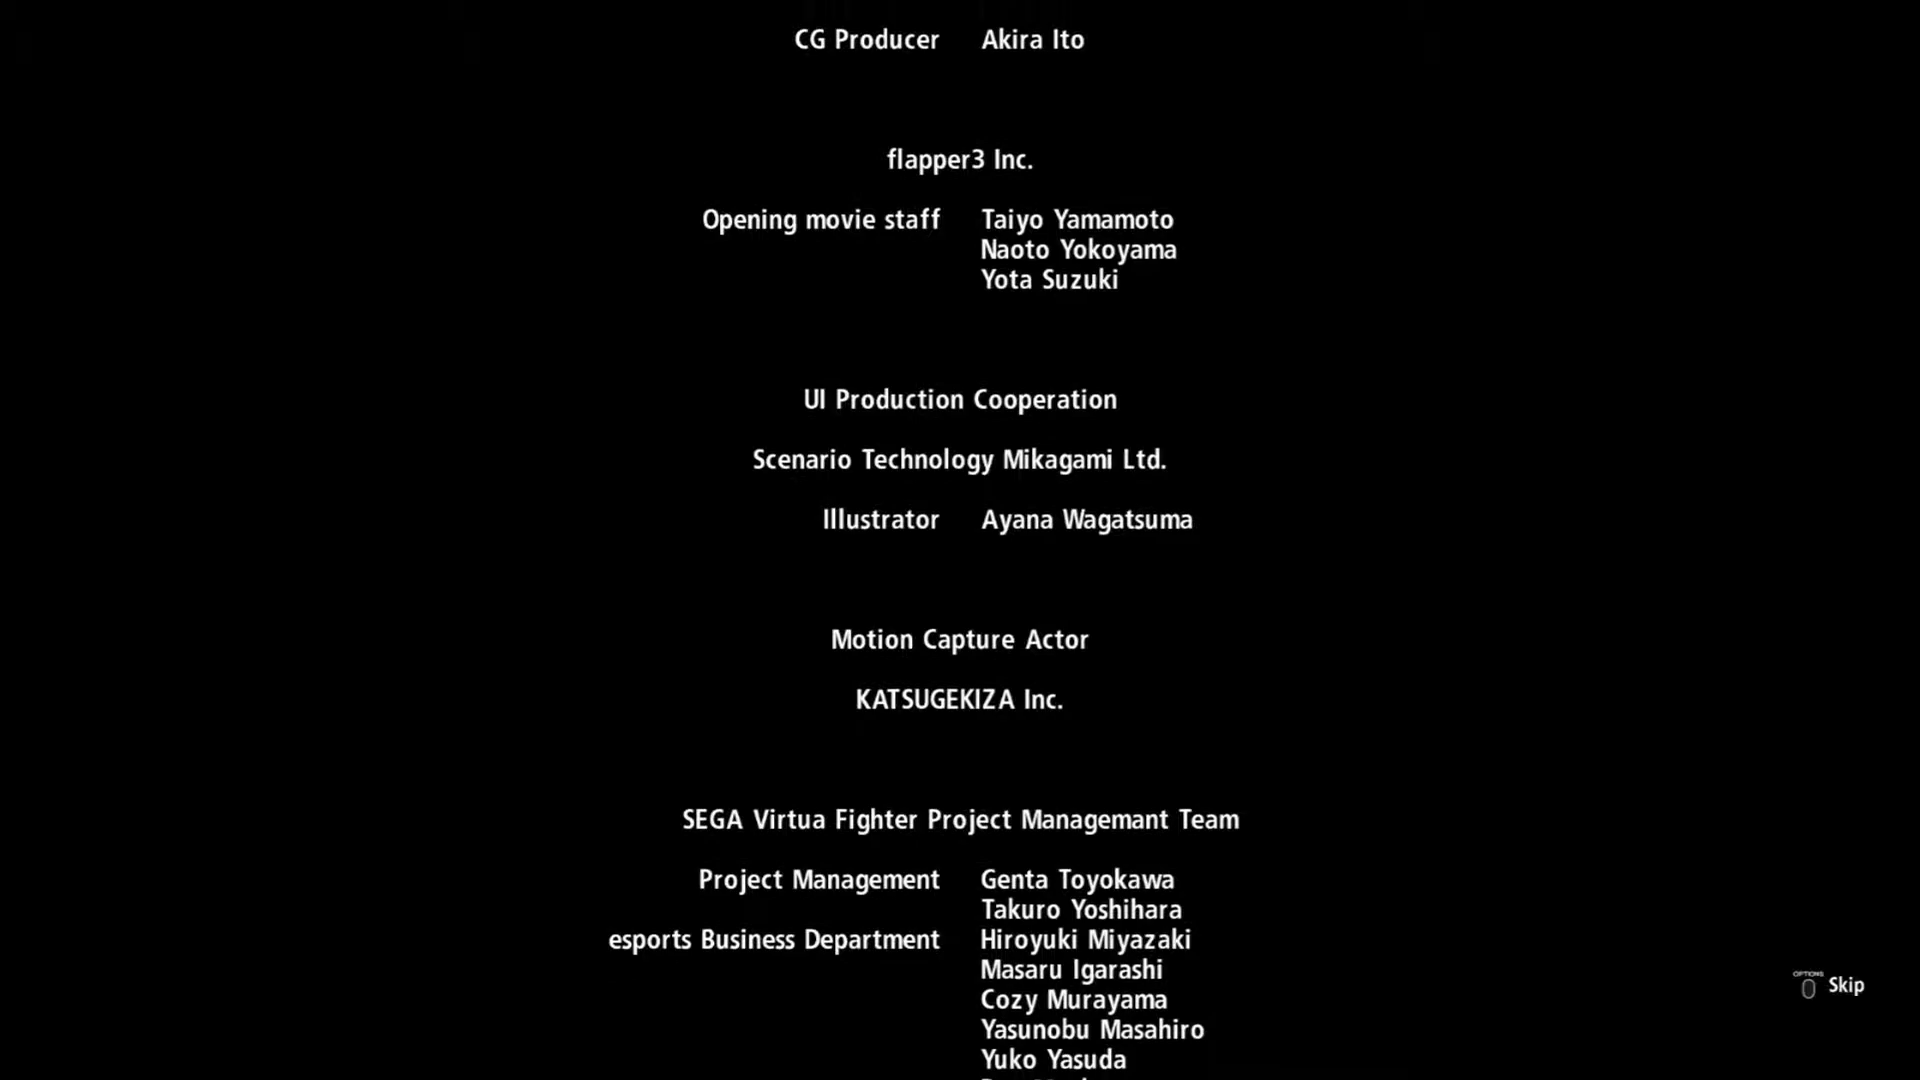 CG Producer Akira Ito
flapper3 Inc.
Opening movie staff Taiyo Yamamoto
Naoto Yokoyama
Yota Suzuki
UI Production Cooperation
Scenario Technology Mikagami Ltd.
Illustrator Ayana Wagatsuma
Motion Capture Actor
KATSUGEKIZA Inc.
SEGA Virtua Fighter Project Managemant Team
Project Management Genta Toyokawa
Takuro Yoshihara
esports Business Department Hiroyuki Miyazaki
Masaru Igarashi
Cozy Murayama
Yasunobu Masahiro
Yuko Yasuda
OPTIONS Skip